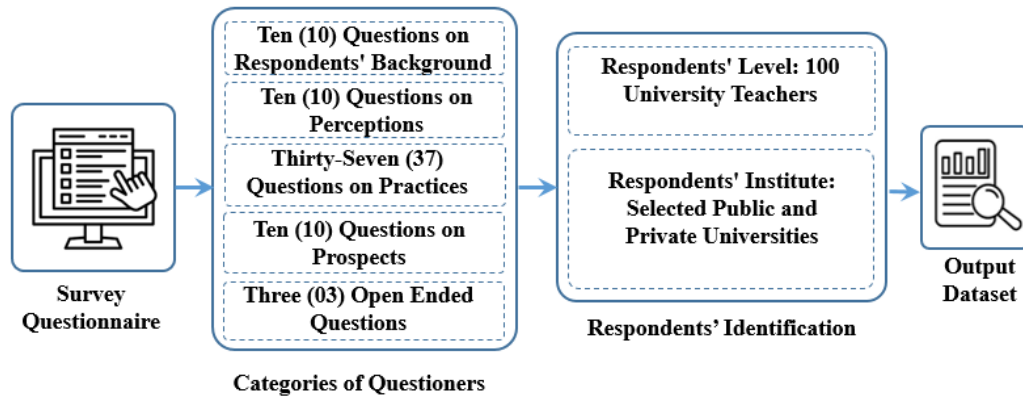 Survey
Questionnaire
Ten (10) Questions on
Respondents' Background
Ten (10) Questions on
Perceptions
Thirty-Seven (37)
Questions on Practices
Ten (10) Questions on
Prospects
Three (03) Open Ended
Questions
Categories of Questioners
Respondents' Level: 100
University Teachers
Respondents' Institute:
Selected Public and
Private Universities
Respondents’ Identification
Output
Dataset